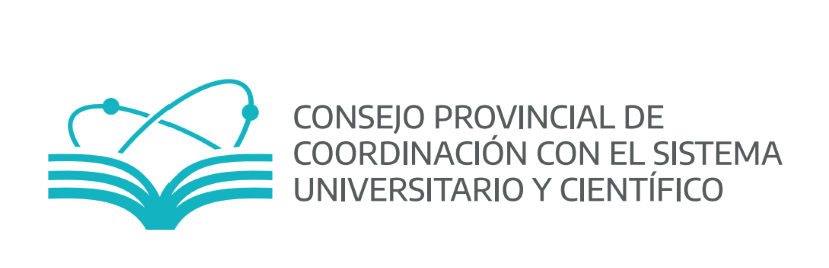 CONSEJO PROVINCIAL DE
COORDINACIÓN CON EL SISTEMA
UNIVERSITARIO Y CIENTÍFICO